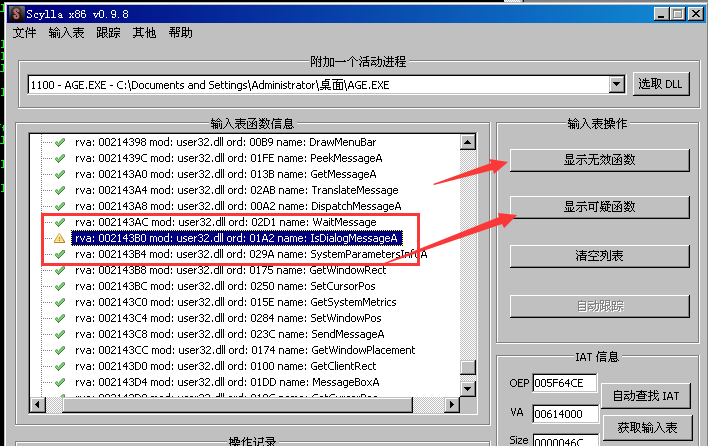 Scylla x86 v0.9.8
文件 输入表 跟踪 其他 帮助
附加一个活动进程
1100 - AGE.EXE - C:\Documents and Settings\Administrator\桌面\AGE.EXE
选取 DLL
输入表函数信息
rva: 00214398 mod: user32.dll ord: 00B9 name: DrawMenuBar
rva: 0021439C mod: user32.dll ord: 01FE name: PeekMessageA
rva: 002143A0 mod: user32.dll ord: 013B name: GetMessageA
rva: 002143A4 mod: user32.dll ord: 02AB name: TranslateMessage
rva: 002143A8 mod: user32.dll ord: 00A2 name: DispatchMessageA
rva: 002143AC mod: user32.dll ord: 02D1 name: WaitMessage
rva: 002143B0 mod: user32.dll ord: 01A2 name: IsDialogMessageA
rva: 002143B4 mod: user32.dll ord: 029A name: SystemParametersInfoA
rva: 002143B8 mod: user32.dll ord: 0175 name: GetWindowRect
rva: 002143BC mod: user32.dll ord: 0250 name: SetCursorPos
rva: 002143C0 mod: user32.dll ord: 015E name: GetSystemMetrics
rva: 002143C4 mod: user32.dll ord: 0284 name: SetWindowPos
rva: 002143C8 mod: user32.dll ord: 023C name: SendMessageA
rva: 002143CC mod: user32.dll ord: 0174 name: GetWindowPlacement
rva: 002143D0 mod: user32.dll ord: 0100 name: GetClientRect
rva: 002143D4 mod: user32.dll ord: 01DD name: MessageBoxA
输入表操作
显示无效函数
显示可疑函数
清空列表
自动跟踪
IAT 信息
OEP 005F64CE
自动查找 IAT
VA 00614000
获取输入表
Size 0000046C
操作记录